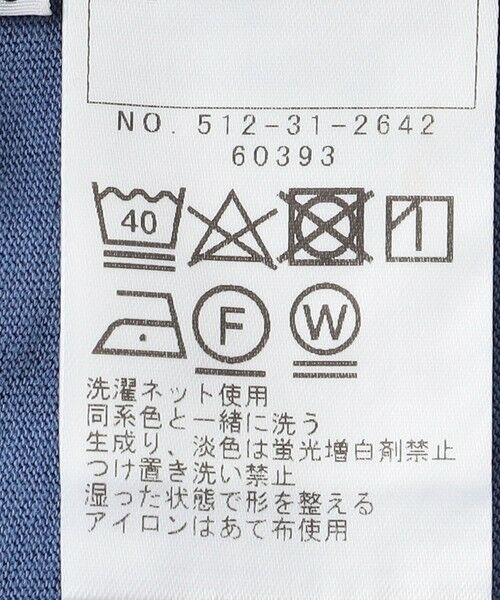 NO. 512-31-2642
60393
40
F W
洗濯ネット使用
同系色と一緒に洗う
生成り、淡色は蛍光増白剤禁止
つけ置き洗い禁止
湿った状態で形を整える
アイロンはあて布使用